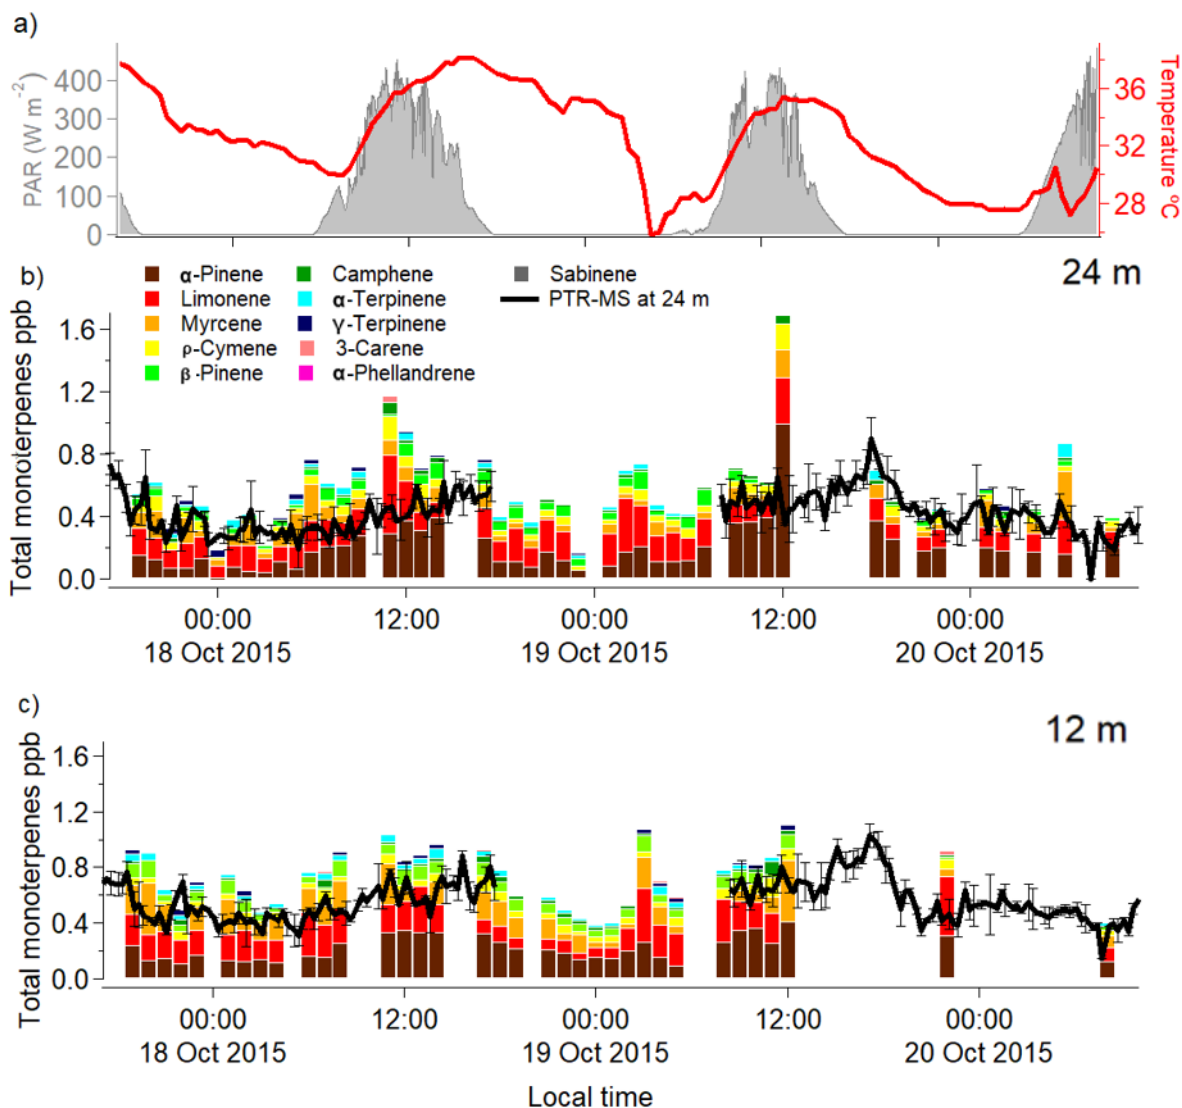 a)
PAR (W m-2)
400
300
200
100
0
36
32
28
Temperature ºC
b)
24 m
α-Pinene
Camphene
Sabinene
Limonene
α-Terpinene
PTR-MS at 24 m
Myrcene
γ-Terpinene
ρ-Cymene
3-Carene
β-Pinene
α-Phellandrene
Total monoterpenes ppb
1.6
1.2
0.8
0.4
0.0
00:00
12:00
00:00
12:00
00:00
18 Oct 2015
19 Oct 2015
20 Oct 2015
c)
12 m
Total monoterpenes ppb
1.6
1.2
0.8
0.4
0.0
00:00
12:00
00:00
12:00
00:00
18 Oct 2015
19 Oct 2015
20 Oct 2015
Local time